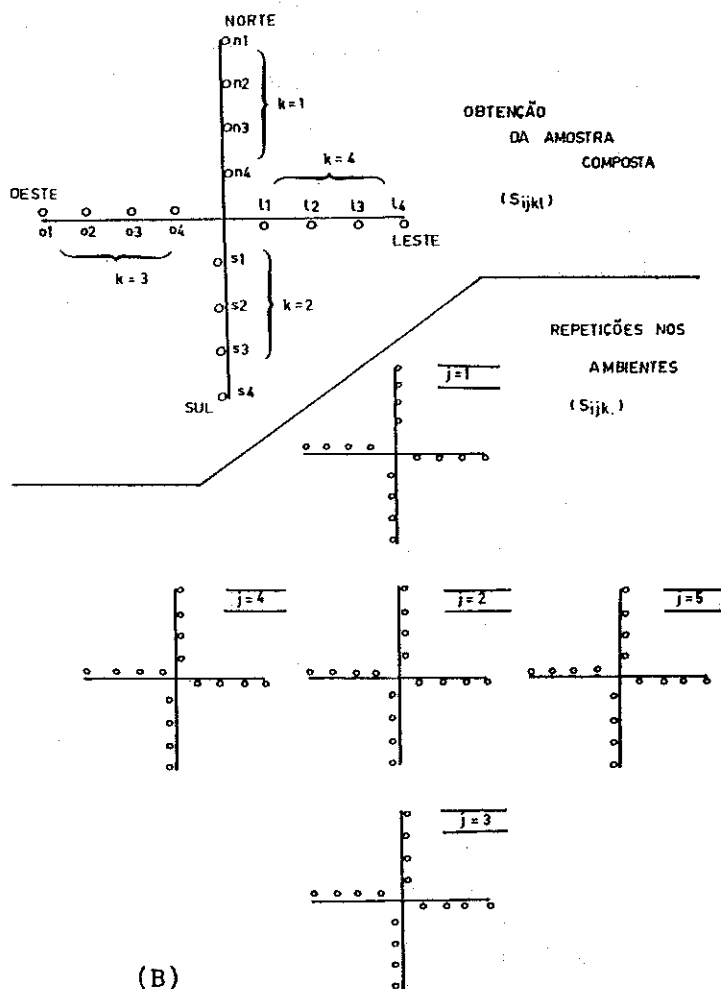 NORTE
n1
n2
k=1
n3
n4
OBTENÇÃO
DA AMOSTRA
COMPOSTA
(Sijkl)
k=4
OESTE
l1 l2 l3 l4
o1 o2 o3 o4
LESTE
k=3
s1
s2
k=2
s3
s4
SUL
REPETIÇÕES NOS
AMBIENTES
(Sijk.)
j=1
j=4
j=2
j=5
j=3
(B)